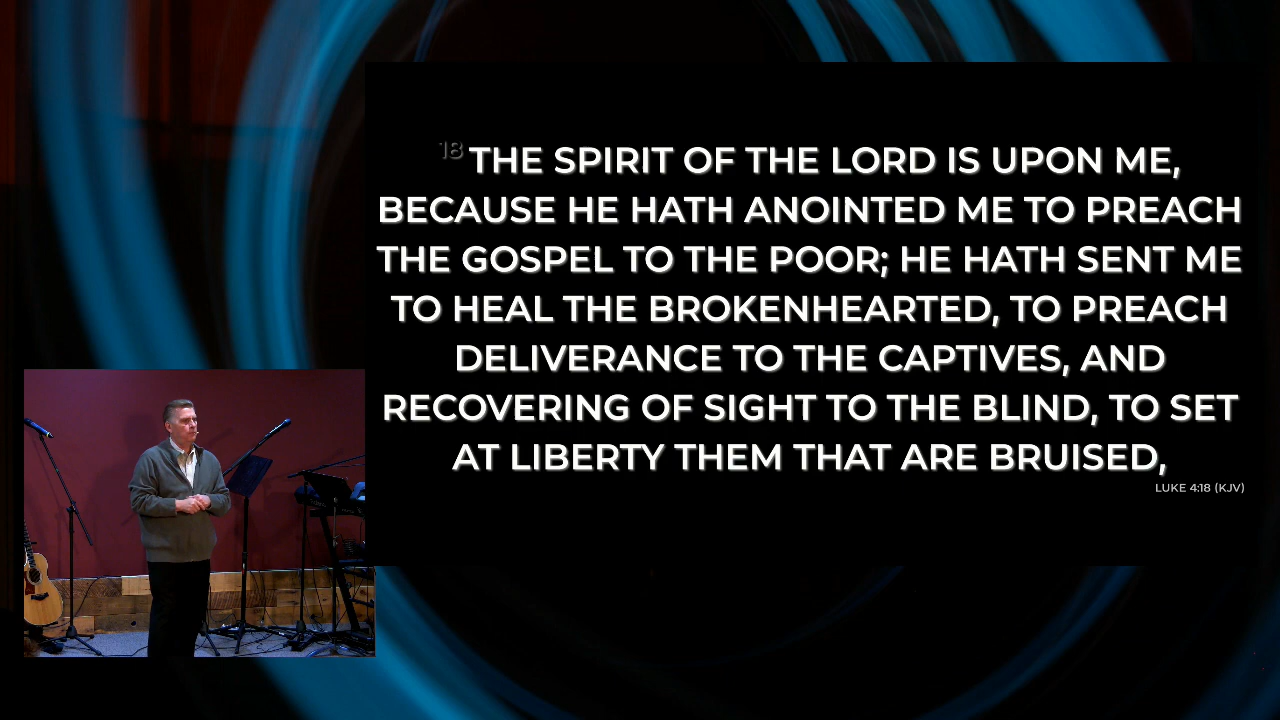 18 THE SPIRIT OF THE LORD IS UPON ME,
BECAUSE HE HATH ANOINTED ME TO PREACH
THE GOSPEL TO THE POOR; HE HATH SENT ME
TO HEAL THE BROKENHEARTED, TO PREACH
DELIVERANCE TO THE CAPTIVES, AND
RECOVERING OF SIGHT TO THE BLIND, TO SET
AT LIBERTY THEM THAT ARE BRUISED,
LUKE 4:18 (KJV)